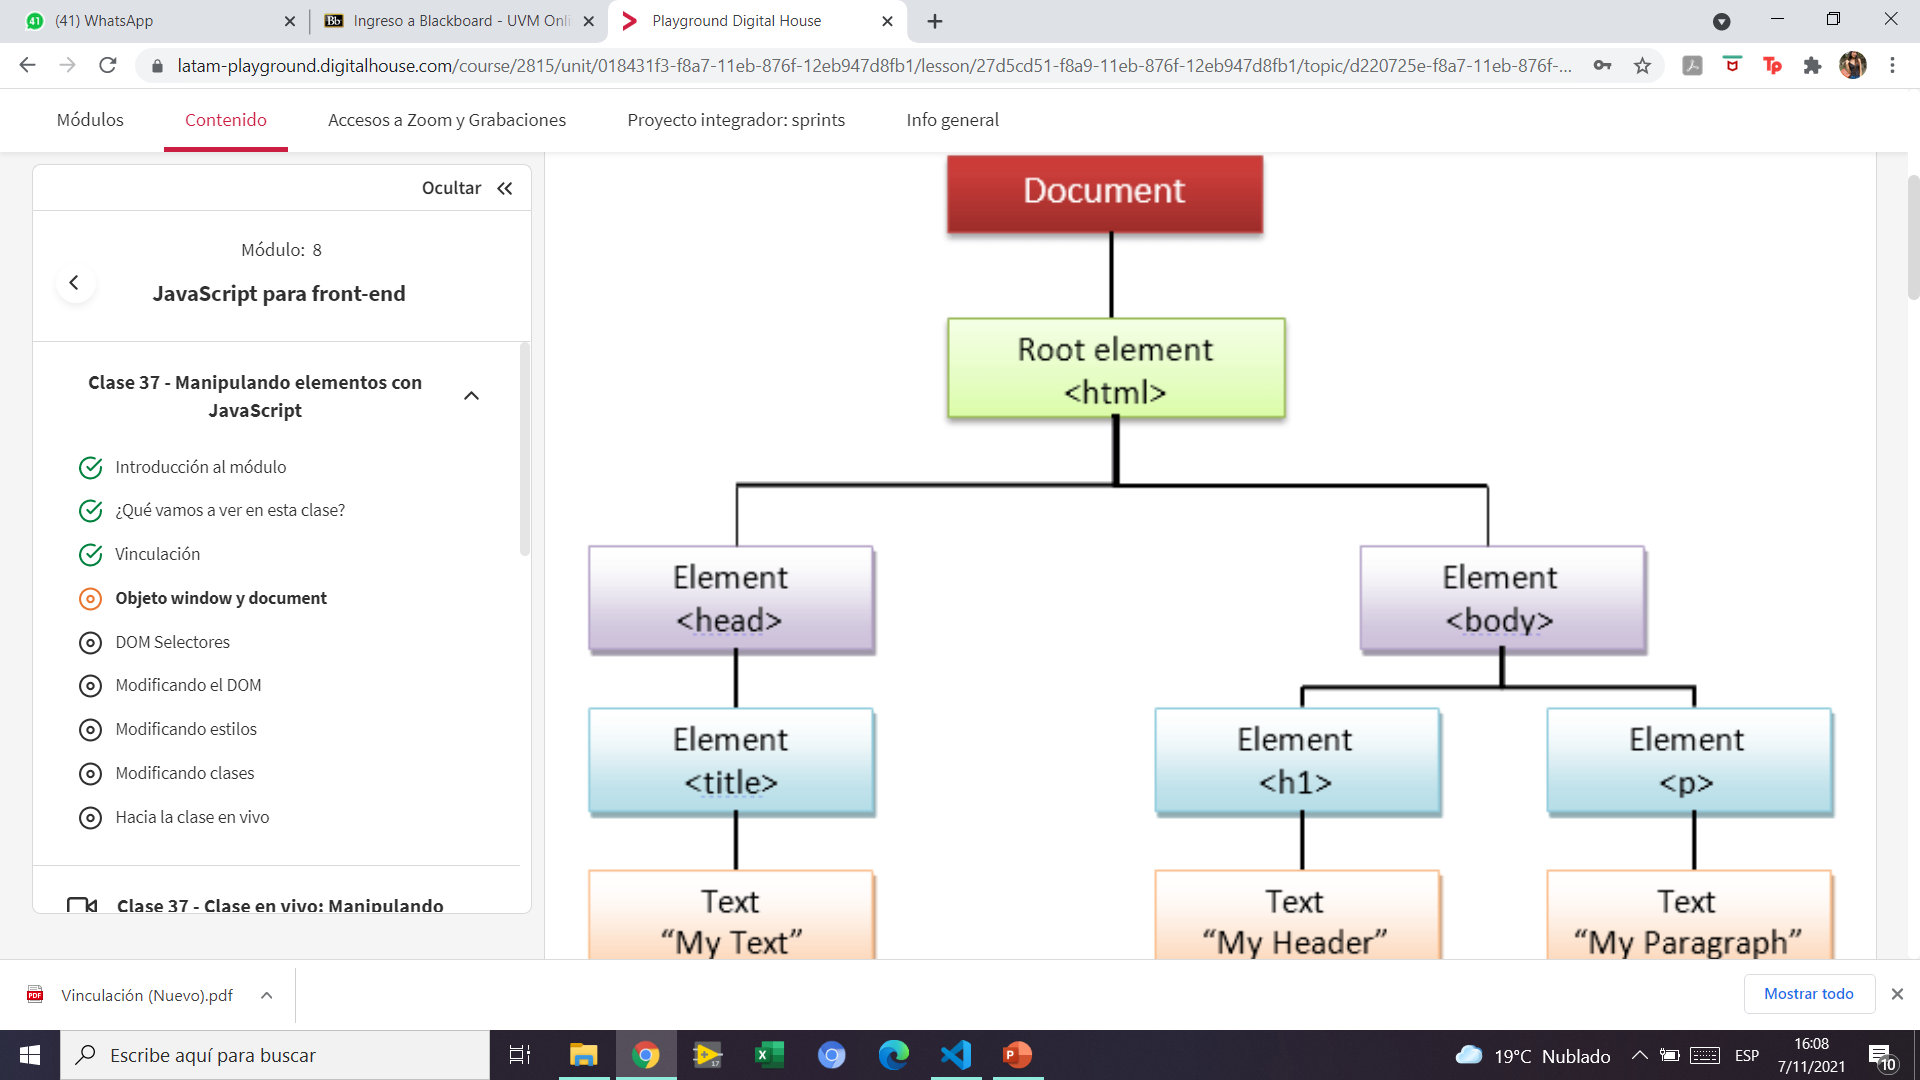 (41) WhatsApp
Ingreso a Blackboard - UVM Onli
Playground Digital House
latam-playground.digitalhouse.com/course/2815/unit/018431f3-f8a7-11eb-876f-12eb947d8fb1/lesson/27d5cd51-f8a9-11eb-876f-12eb947d8fb1/topic/d220725e-f8a7-11eb-876f-...
Módulos
Contenido
Accesos a Zoom y Grabaciones
Proyecto integrador: sprints
Info general
Ocultar
Módulo: 8
JavaScript para front-end
Clase 37 - Manipulando elementos con
JavaScript
Introducción al módulo
¿Qué vamos a ver en esta clase?
Vinculación
Objeto window y document
DOM Selectores
Modificando el DOM
Modificando estilos
Modificando clases
Hacia la clase en vivo
Clase 37 - Clase en vivo: Manipulando
Document
Root element
<html>
Element
<head>
Element
<body>
Element
<title>
Element
<h1>
Element
<p>
Text
“My Text”
Text
“My Header”
Text
“My Paragraph”
Vinculación (Nuevo).pdf
Mostrar todo
Escribe aquí para buscar
19°C Nublado
ESP
16:08
7/11/2021
10